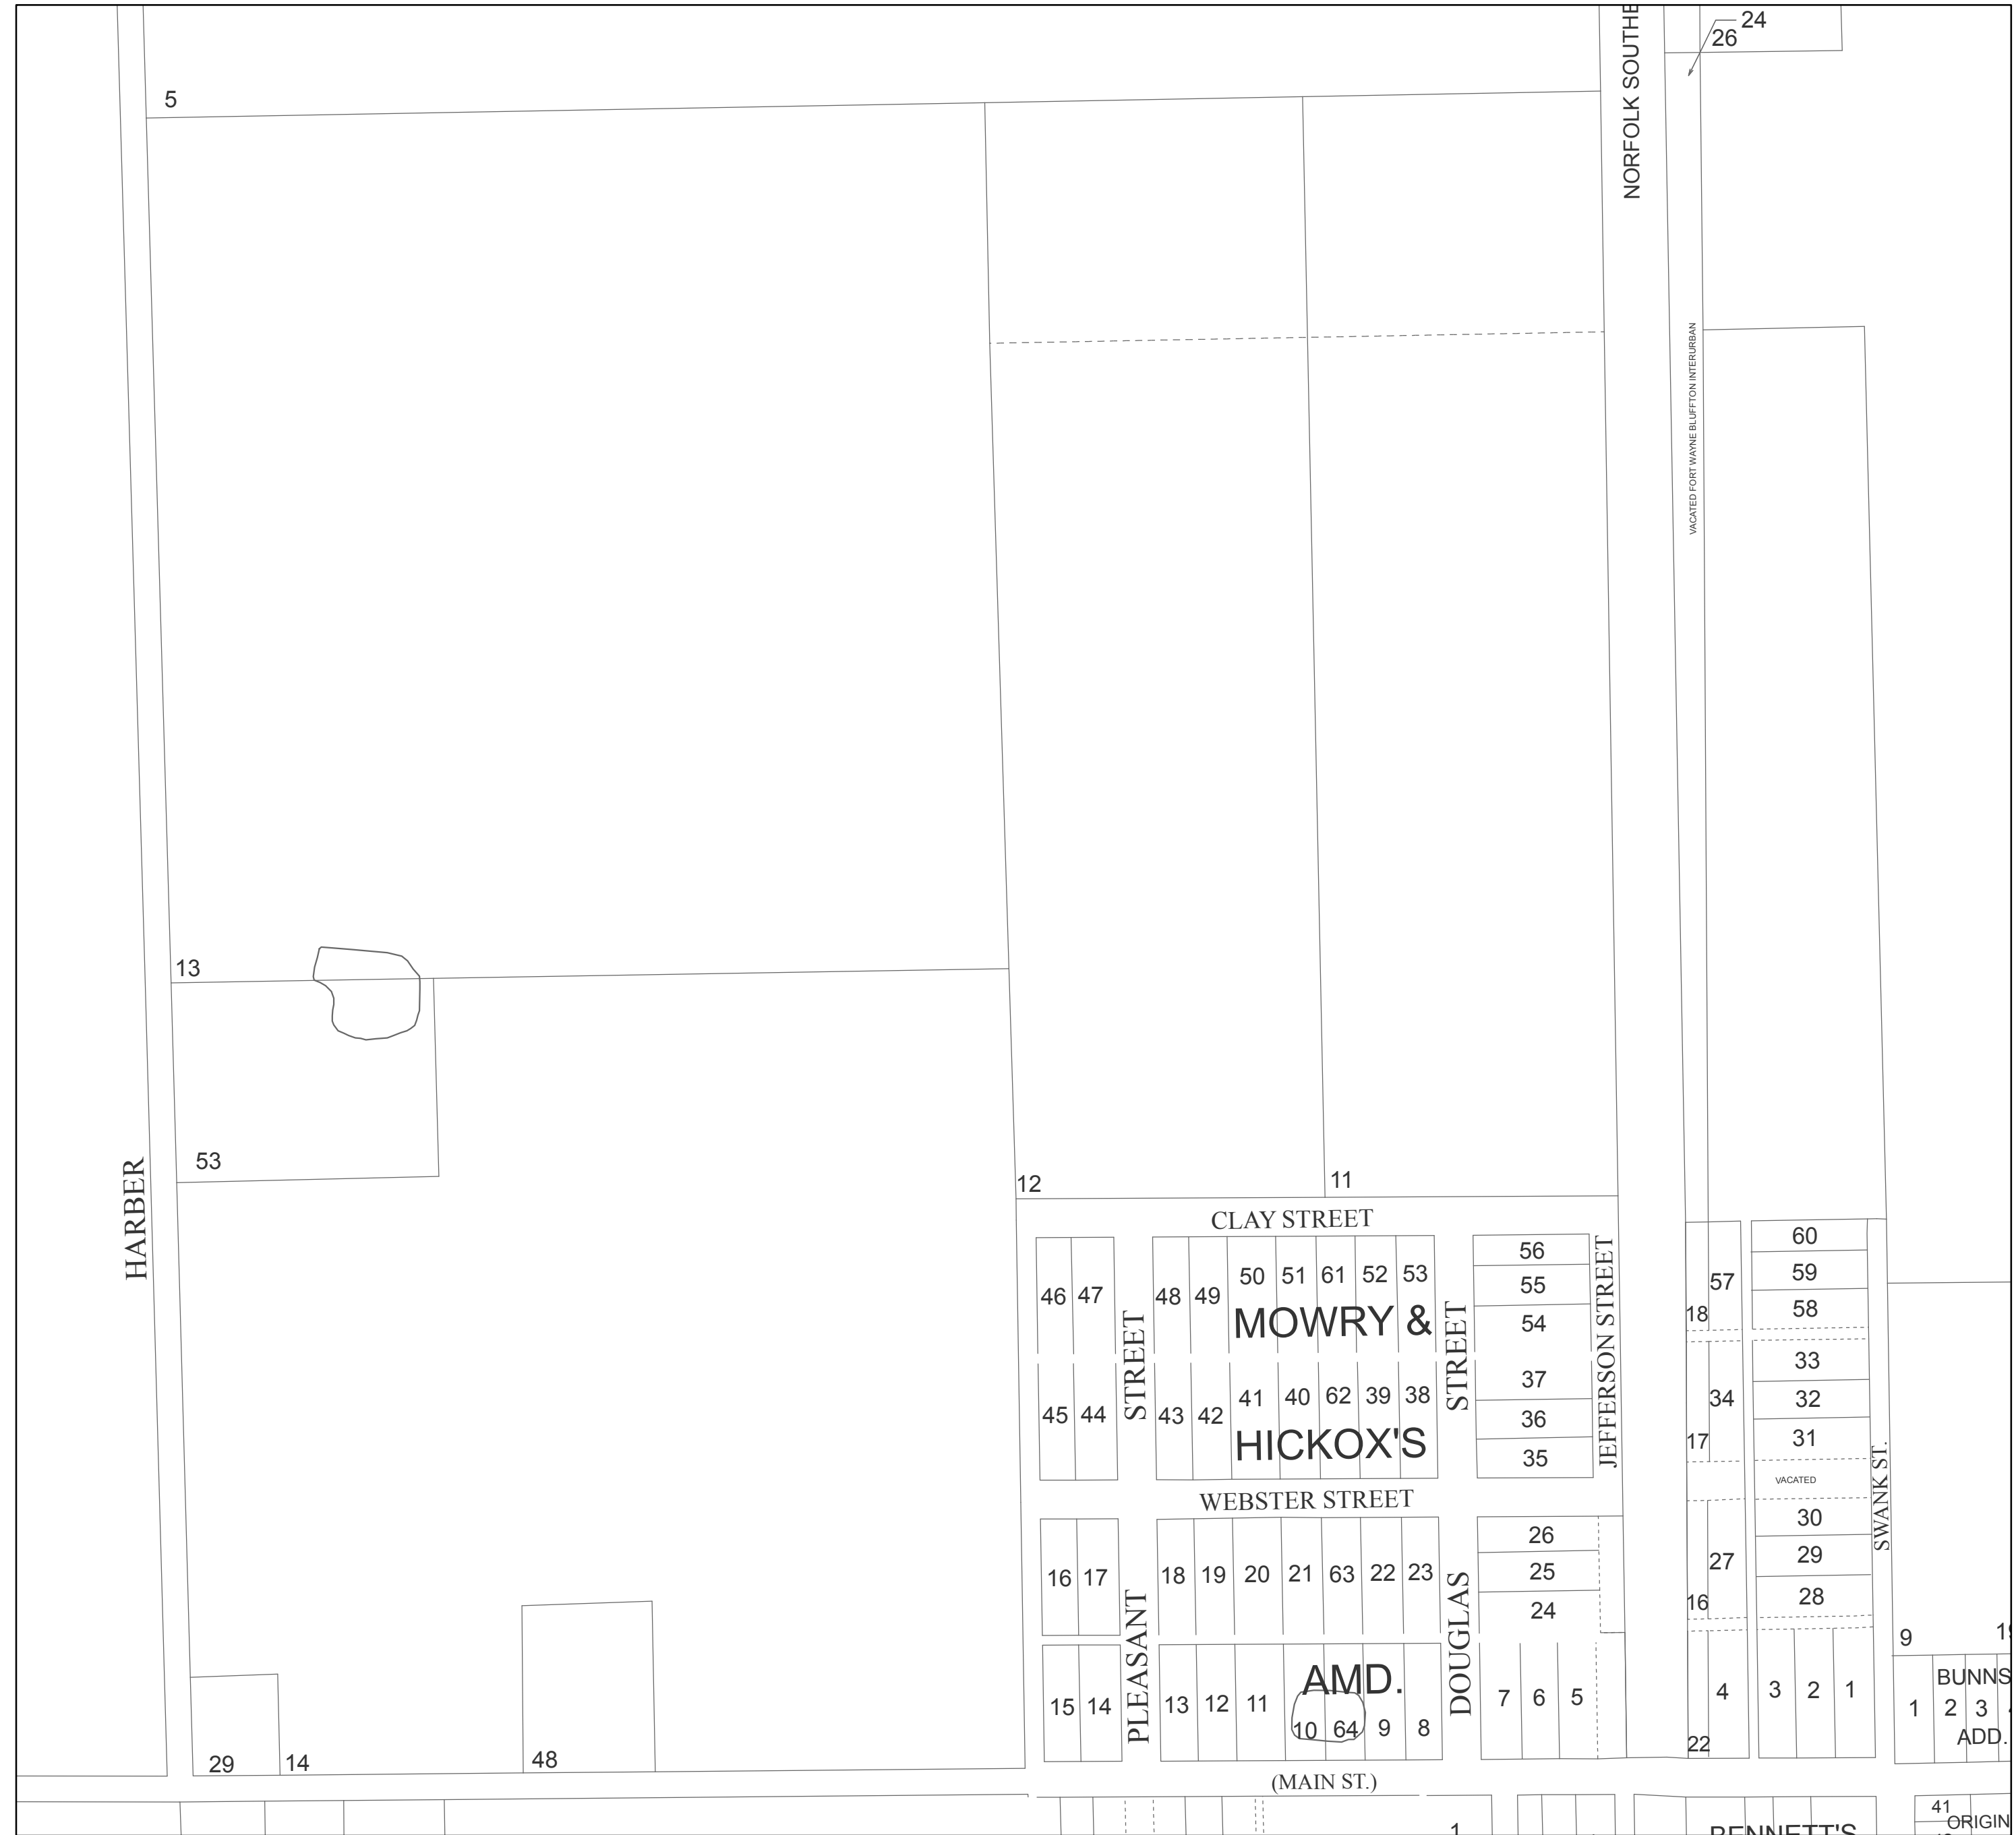 24
26
NORFOLK SOUTHE
5
VACATED FORT WAYNE BLUFFTON INTERURBAN
13
53
HARBER
12
11
CLAY STREET
46 47
48 49 50 51 61 52 53
56
55
54
MOWRY &
STREET
STREET
JEFFERSON STREET
18
57
60
59
58
45 44
43 42 41 40 62 39 38
37
36
35
HICKOX'S
17
34
33
32
31
WEBSTER STREET
VACATED
SWANK ST.
16 17
18 19 20 21 63 22 23
26
25
24
16
27
30
29
28
PLEASANT
DOUGLAS
AMD.
15 14
13 12 11 10 64 9 8
7 6 5
22
4
3 2 1
9
BUNNS
1 2 3
ADD.
29
14
48
(MAIN ST.)
1
BENNETT'S
41
ORIGIN